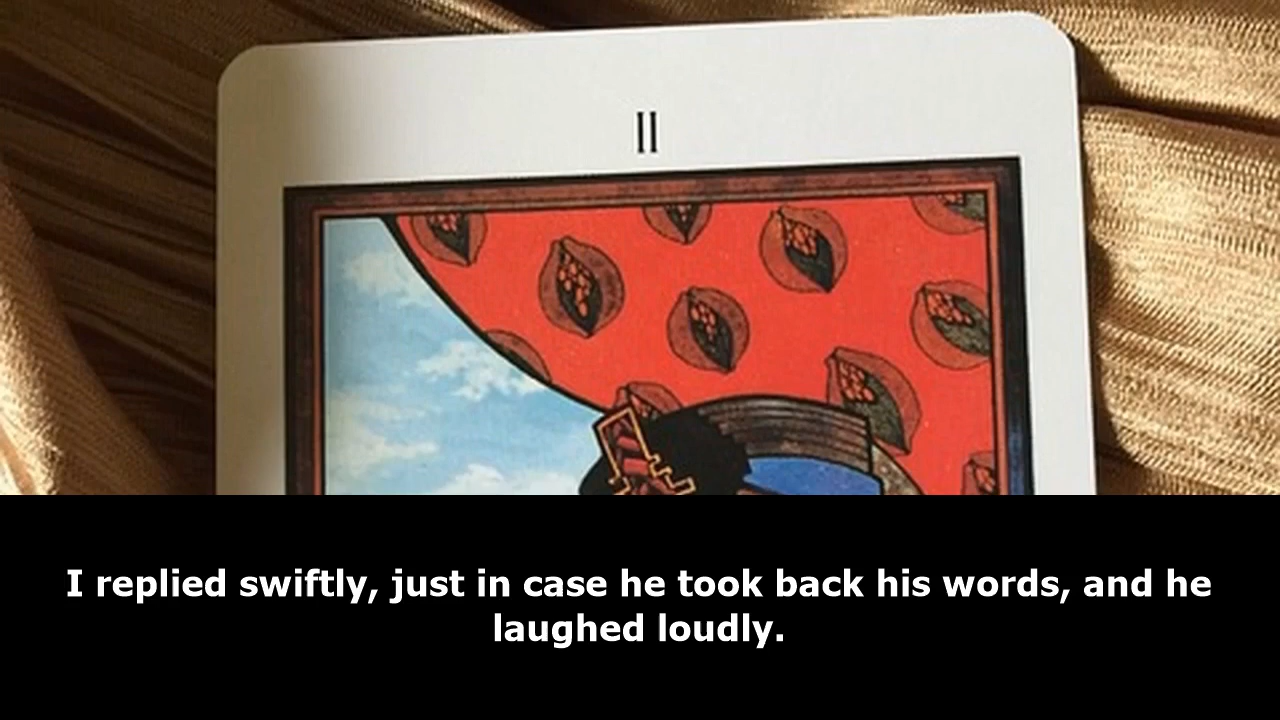 II
I replied swiftly, just in case he took back his words, and he
laughed loudly.